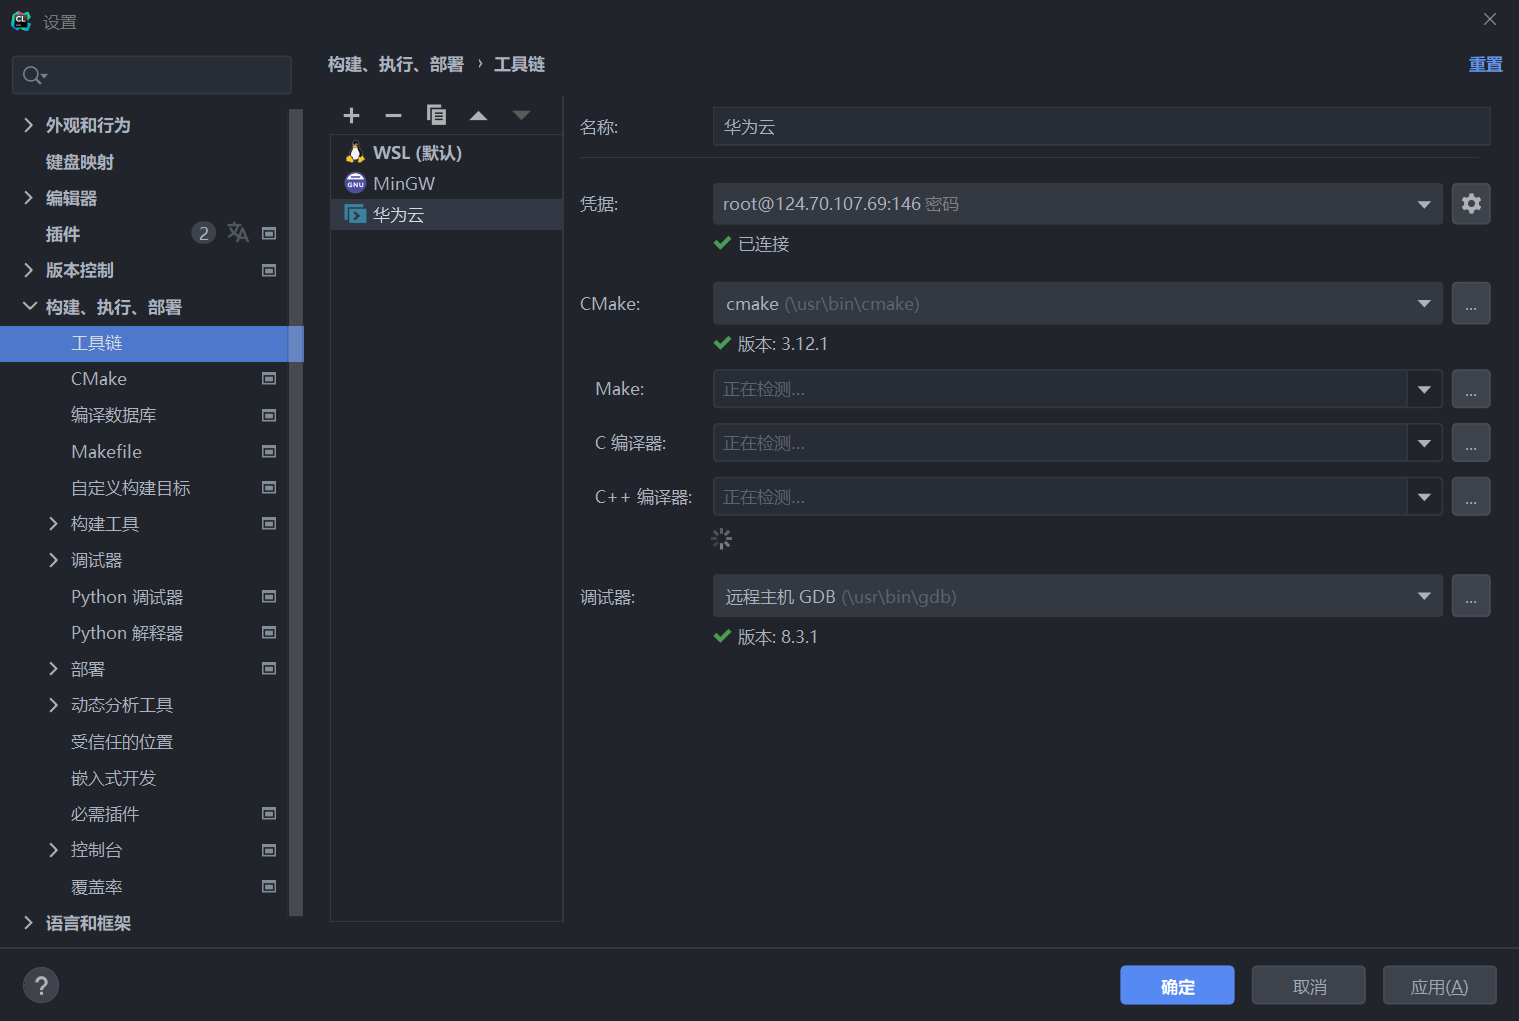 设置
构建、执行、部署 › 工具链
重置
外观和行为
键盘映射
编辑器
插件 2
版本控制
构建、执行、部署
工具链
CMake
编译数据库
Makefile
自定义构建目标
构建工具
调试器
Python 调试器
Python 解释器
部署
动态分析工具
受信任的位置
嵌入式开发
必需插件
控制台
覆盖率
语言和框架
WSL (默认)
MinGW
华为云
名称: 华为云
凭据: root@124.70.107.69:146 密码
已连接
CMake: cmake (\usr\bin\cmake) ...
版本: 3.12.1
Make: 正在检测... ...
C 编译器: 正在检测... ...
C++ 编译器: 正在检测... ...
调试器: 远程主机 GDB (\usr\bin\gdb) ...
版本: 8.3.1
?
确定
取消
应用(A)